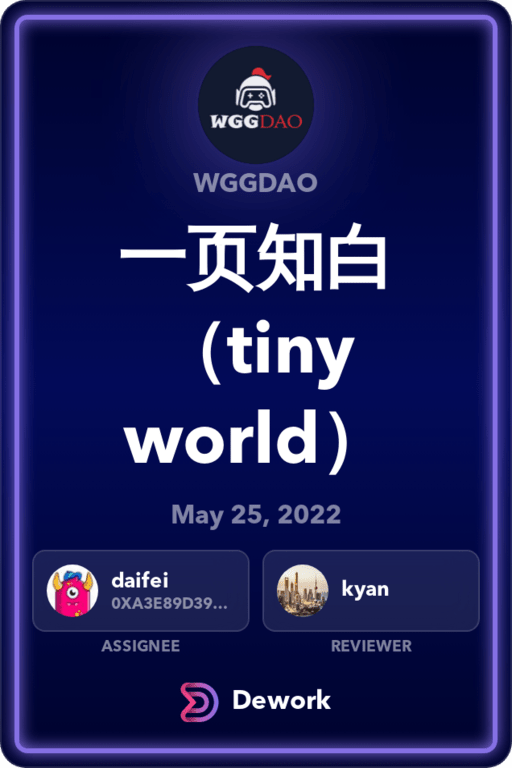 WGGDAO
WGGDAO
一页知白
（tiny
world）
May 25, 2022
daifei
0XA3E89D39...
kyan
ASSIGNEE
REVIEWER
Dework